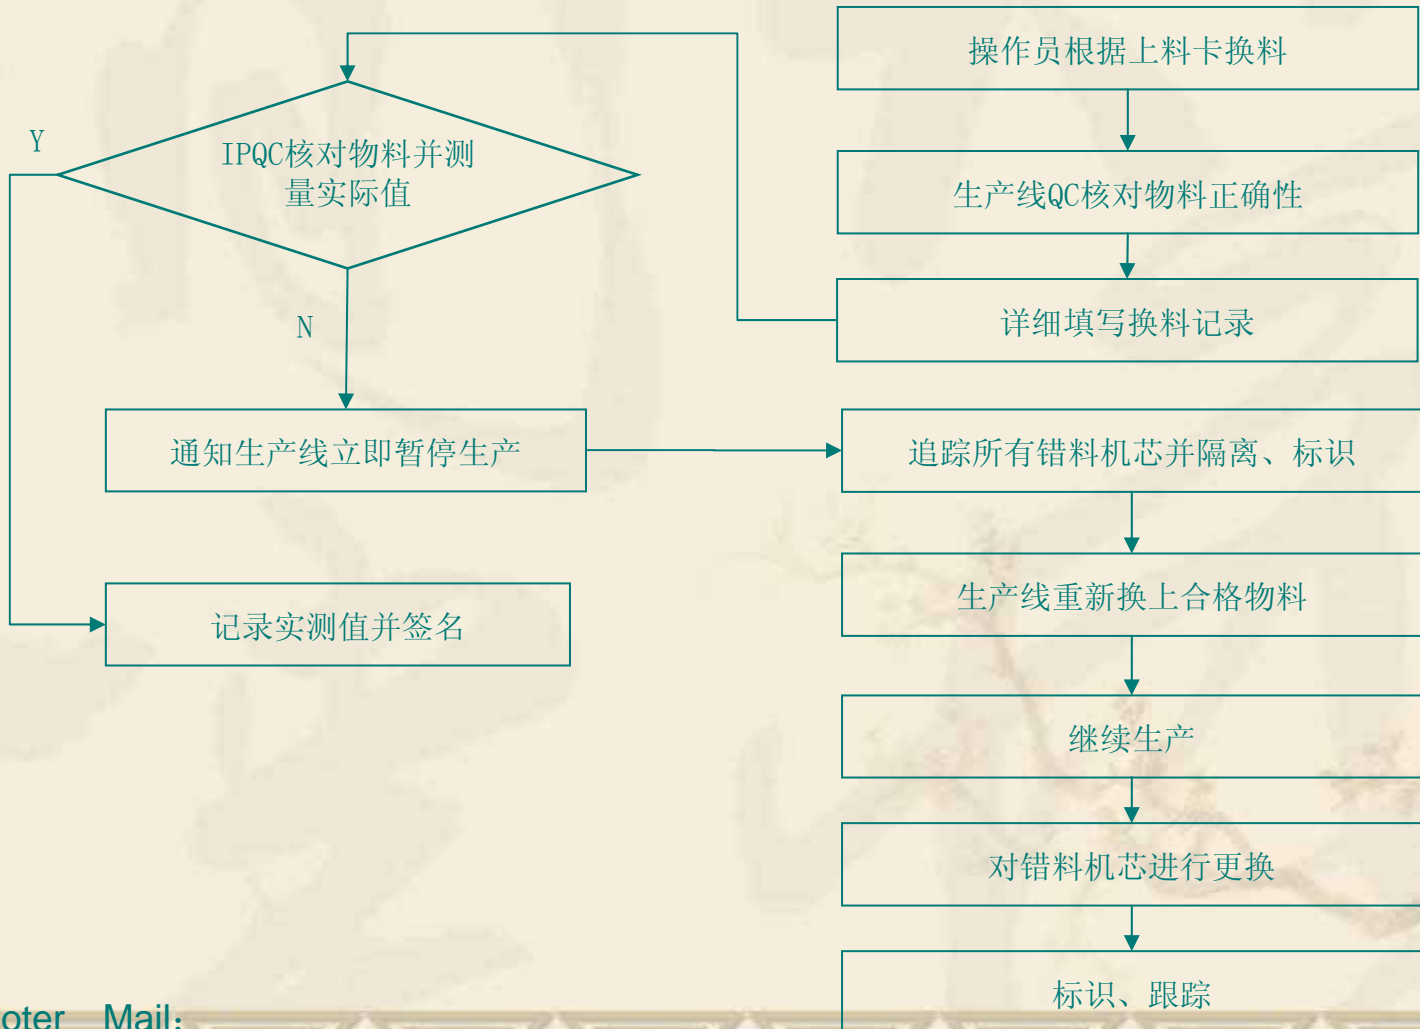 操作员根据上料卡换料
生产线QC核对物料正确性
详细填写换料记录
IPQC核对物料并测
量实际值
Y
N
通知生产线立即暂停生产
追踪所有错料机芯并隔离、标识
生产线重新换上合格物料
记录实测值并签名
继续生产
对错料机芯进行更换
标识、跟踪
oter Mail: